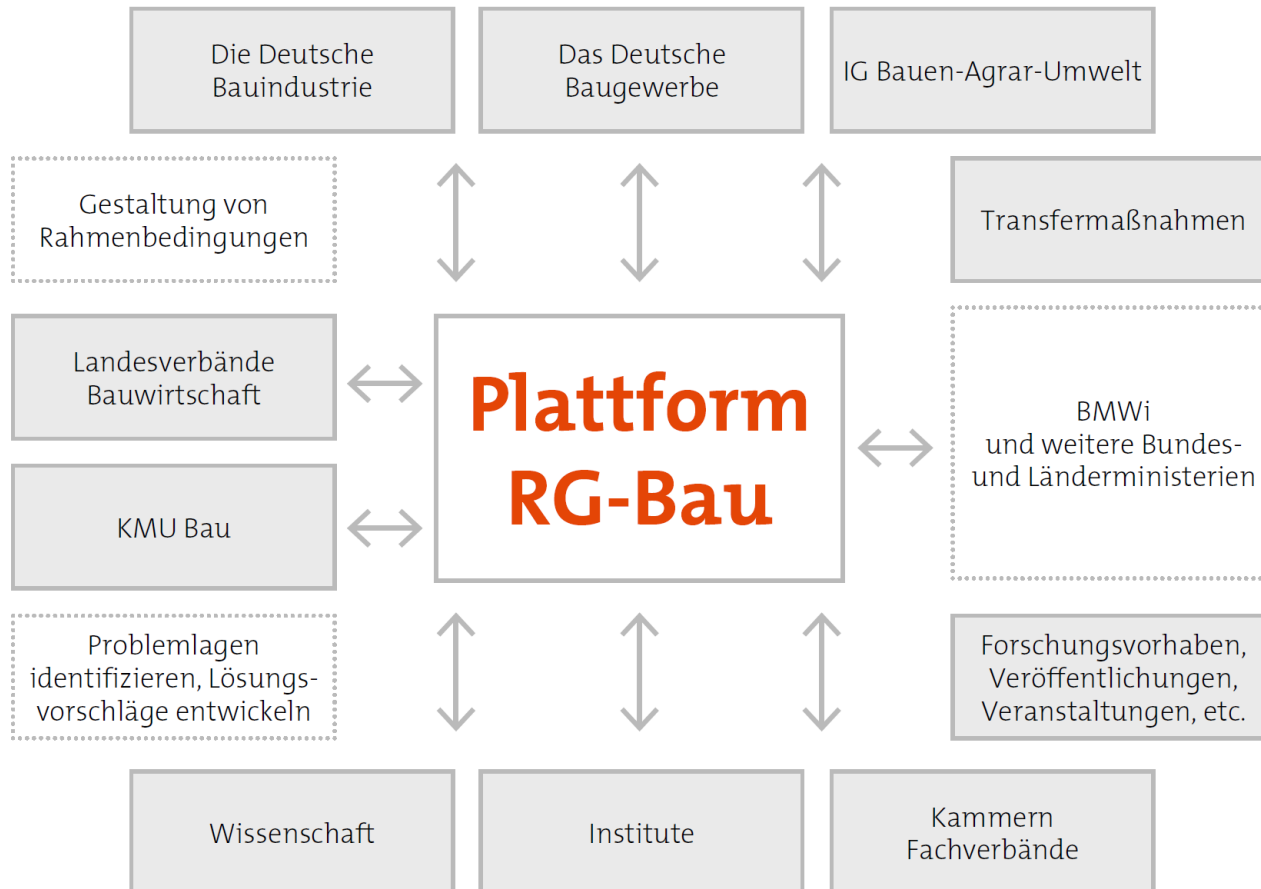 Die Deutsche
Bauindustrie
Das Deutsche
Baugewerbe
IG Bauen-Agrar-Umwelt
Gestaltung von
Rahmenbedingungen
Transfermaßnahmen
Landesverbände
Bauwirtschaft
Plattform
RG-Bau
BMWi
und weitere Bundes-
und Länderministerien
KMU Bau
Problemlagen
identifizieren, Lösungs-
vorschläge entwickeln
Forschungsvorhaben,
Veröffentlichungen,
Veranstaltungen, etc.
Wissenschaft
Institute
Kammern
Fachverbände